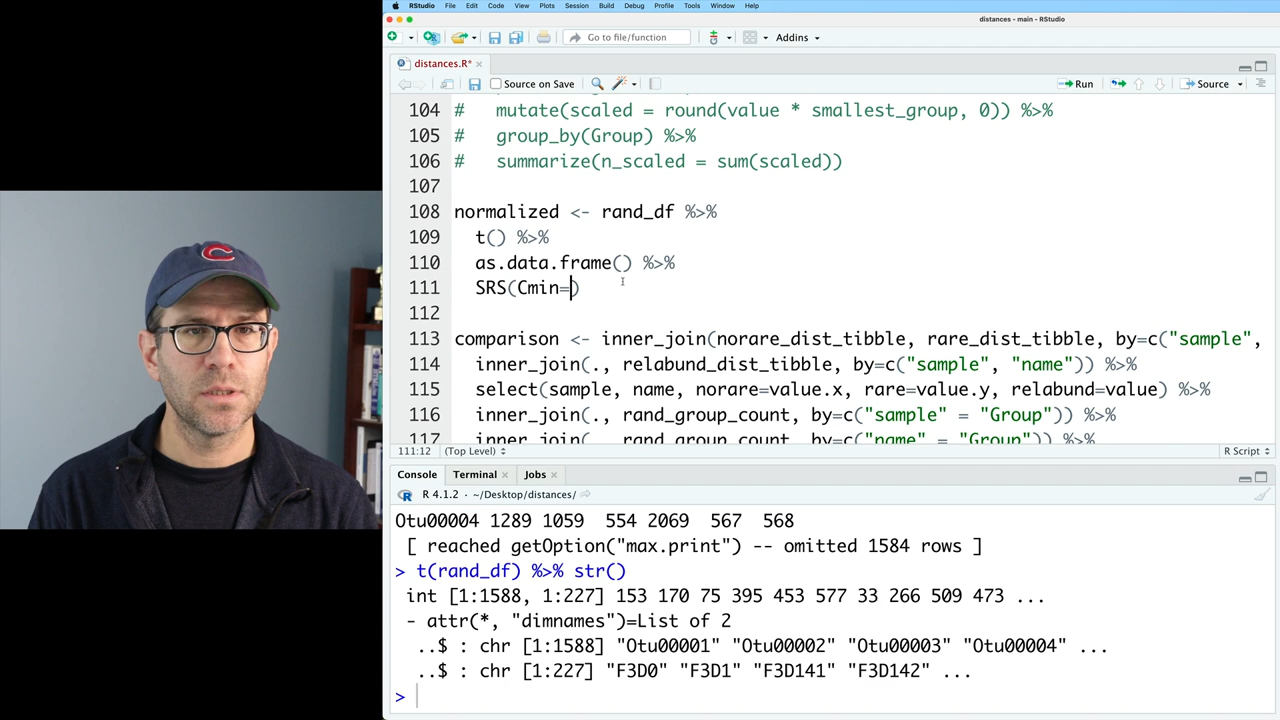 RStudio File Edit Code View Plots Session Build Debug Profile Tools Window Help
distances - main - RStudio
Go to file/function Addins
distances.R*
Source on Save Run Source
104 # mutate(scaled = round(value * smallest_group, 0)) %>%
105 # group_by(Group) %>%
106 # summarize(n_scaled = sum(scaled))
107
108 normalized <- rand_df %>%
109 t() %>%
110 as.data.frame() %>%
111 SRS(Cmin=)
112
113 comparison <- inner_join(norare_dist_tibble, rare_dist_tibble, by=c("sample",
114 inner_join(., relabund_dist_tibble, by=c("sample", "name")) %>%
115 select(sample, name, norare=value.x, rare=value.y, relabund=value) %>%
116 inner_join(., rand_group_count, by=c("sample" = "Group")) %>%
117 inner_join(., rand_group_count, by=c("name" = "Group")) %>%
111:12 (Top Level) R Script
Console Terminal Jobs
R 4.1.2 · ~/Desktop/distances/
Otu00004 1289 1059 554 2069 567 568
[ reached getOption("max.print") -- omitted 1584 rows ]
> t(rand_df) %>% str()
int [1:1588, 1:227] 153 170 75 395 453 577 33 266 509 473 ...
- attr(*, "dimnames")=List of 2
..$ : chr [1:1588] "Otu00001" "Otu00002" "Otu00003" "Otu00004" ...
..$ : chr [1:227] "F3D0" "F3D1" "F3D141" "F3D142" ...
>